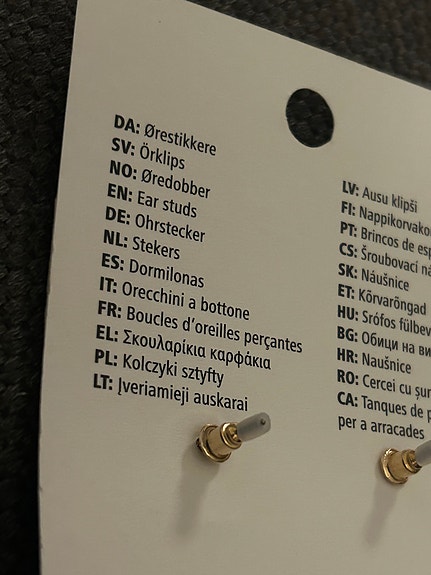 DA: Ørestikkere
SV: Örklips
NO: Øredobber
EN: Ear studs
DE: Ohrstecker
NL: Stekers
ES: Dormilonas
IT: Orecchini a bottone
FR: Boucles d'oreilles perçantes
EL: Σκουλαρίκια καρφάκια
PL: Kolczyki sztyfty
LT: Įveriamieji auskarai
LV: Ausu klipši
FI:
PT: Brincos de
CS: Šroubovací
SK: Náušnice
ET: Kõrvarõngad
HU: Srófos
BG: Обици на
HR: Naušnice
RO: Cercei cu
CA: Tanques de
per a arracades